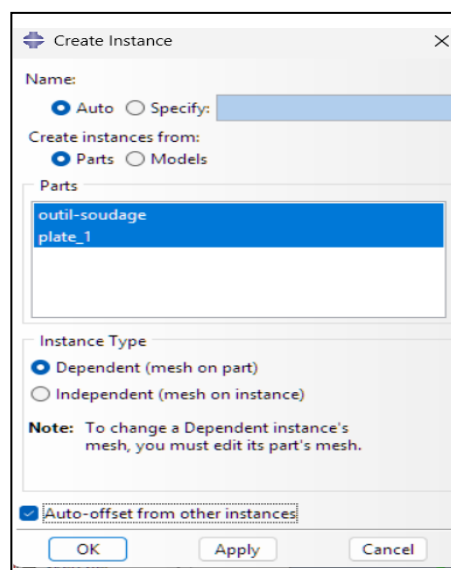 Create Instance
Name:
Auto Specify:
Create instances from:
Parts Models
Parts
outil-soudage
plate_1
Instance Type
Dependent (mesh on part)
Independent (mesh on instance)
Note: To change a Dependent instance's
mesh, you must edit its part's mesh.
Auto-offset from other instances
OK Apply Cancel